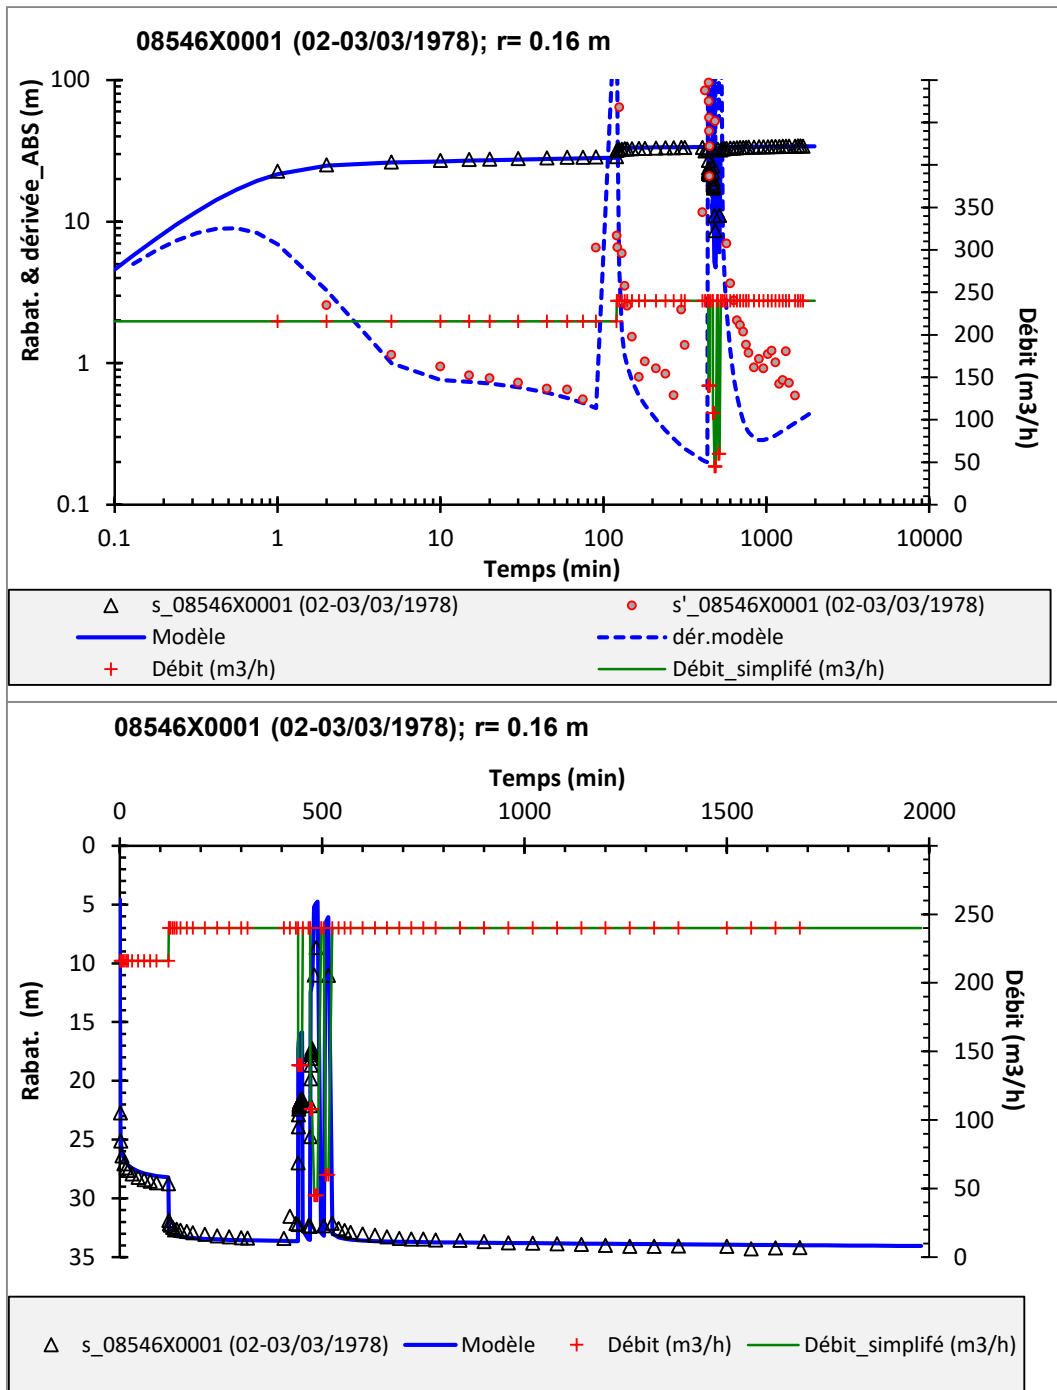 08546X0001 (02-03/03/1978); r= 0.16 m
Rabat. & dérivée_ABS (m)
100
10
1
0.1
350
300
250
200
150
100
50
0
Débit (m3/h)
0.1 1 10 100 1000 10000
Temps (min)
s_08546X0001 (02-03/03/1978) s'_08546X0001 (02-03/03/1978)
Modèle dér.modèle
Débit (m3/h) Débit_simplifé (m3/h)
08546X0001 (02-03/03/1978); r= 0.16 m
Temps (min)
0 500 1000 1500 2000
Rabat. (m)
0
5
10
15
20
25
30
35
250
200
150
100
50
0
Débit (m3/h)
s_08546X0001 (02-03/03/1978) Modèle Débit (m3/h) Débit_simplifé (m3/h)